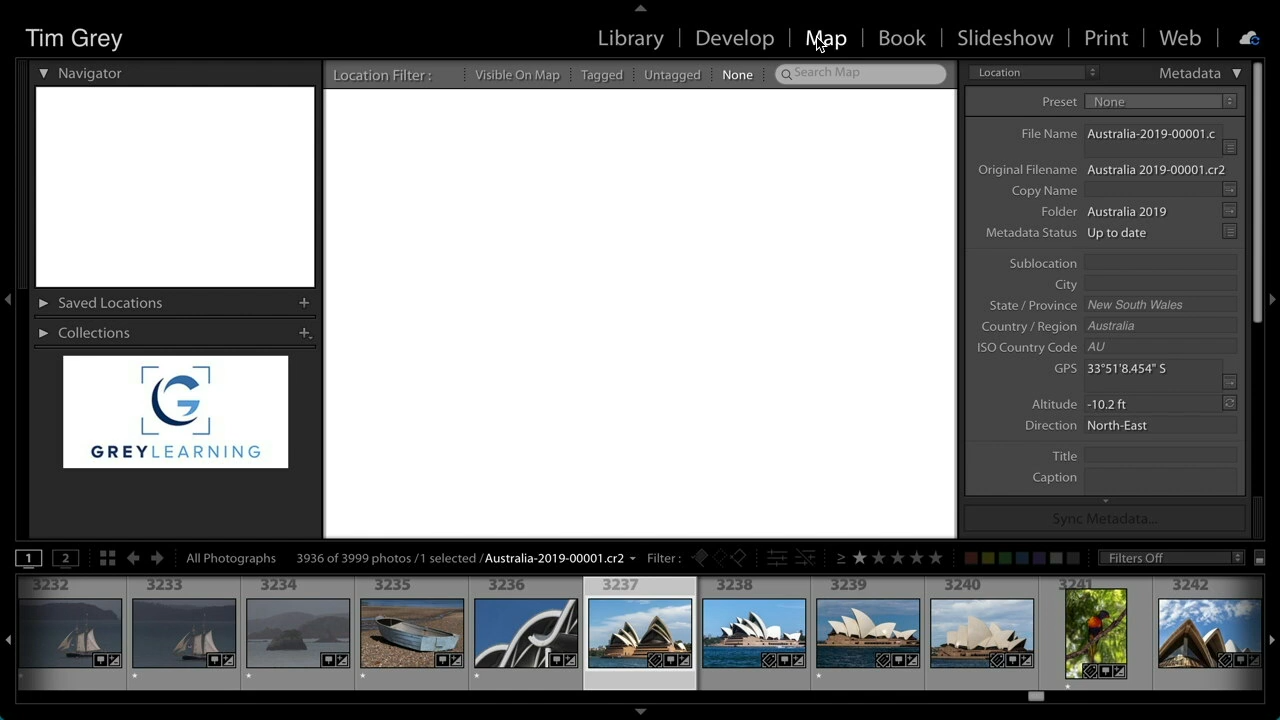 Tim Grey
Library | Develop | Map | Book | Slideshow | Print | Web |
Navigator
Location Filter : Visible On Map Tagged Untagged None Search Map
Location Metadata
Preset None
File Name Australia-2019-00001.c
Original Filename Australia 2019-00001.cr2
Copy Name
Folder Australia 2019
Metadata Status Up to date
Sublocation
City
State / Province New South Wales
Country / Region Australia
ISO Country Code AU
GPS 33°51'8.454" S
Altitude -10.2 ft
Direction North-East
Title
Caption
Sync Metadata...
Saved Locations
Collections
GREYLEARNING
1 2 All Photographs 3936 of 3999 photos / 1 selected / Australia-2019-00001.cr2 Filter : ≥ Filters Off
3232 3233 3234 3235 3236 3237 3238 3239 3240 3241 3242